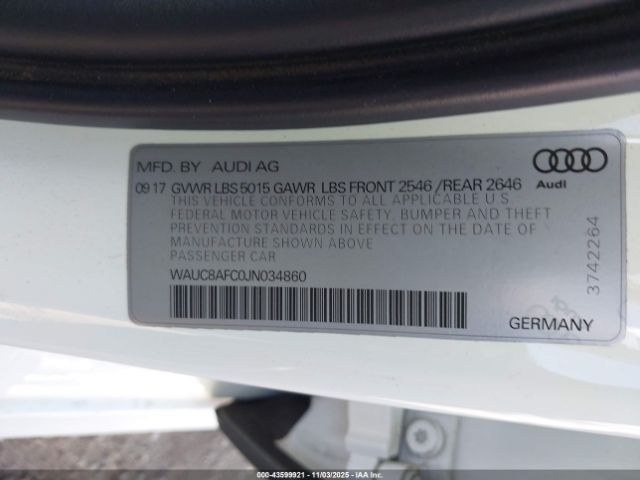 MFD. BY AUDI AG
09 17 GVWR LBS 5015 GAWR LBS FRONT 2546 /REAR 2646
THIS VEHICLE CONFORMS TO ALL APPLICABLE U S
FEDERAL MOTOR VEHICLE SAFETY, BUMPER AND THEFT
PREVENTION STANDARDS IN EFFECT ON THE DATE OF
MANUFACTURE SHOWN ABOVE
PASSENGER CAR
WAUC8AFC0JN034860
Audi
3742264
GERMANY
000-43599921 - 11/03/2025 - IAAI.com